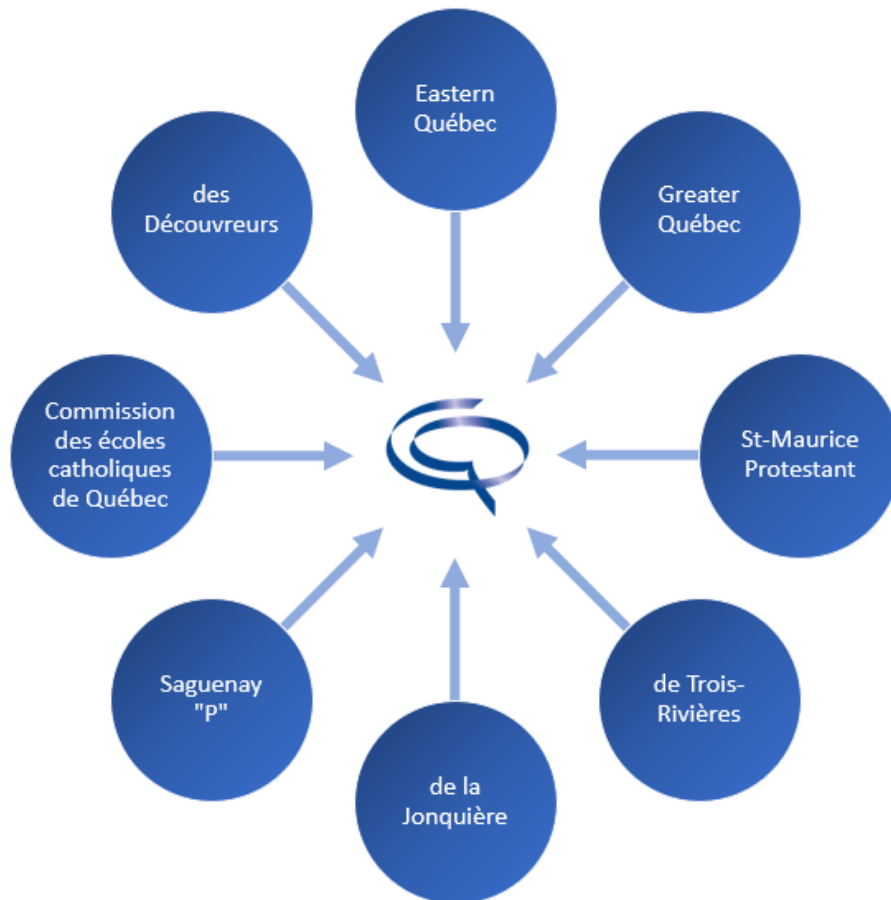 Eastern
Québec
Greater
Québec
St-Maurice
Protestant
de Trois-
Rivières
de la
Jonquière
Saguenay
"P"
Commission
des écoles
catholiques
de Québec
des
Découvreurs